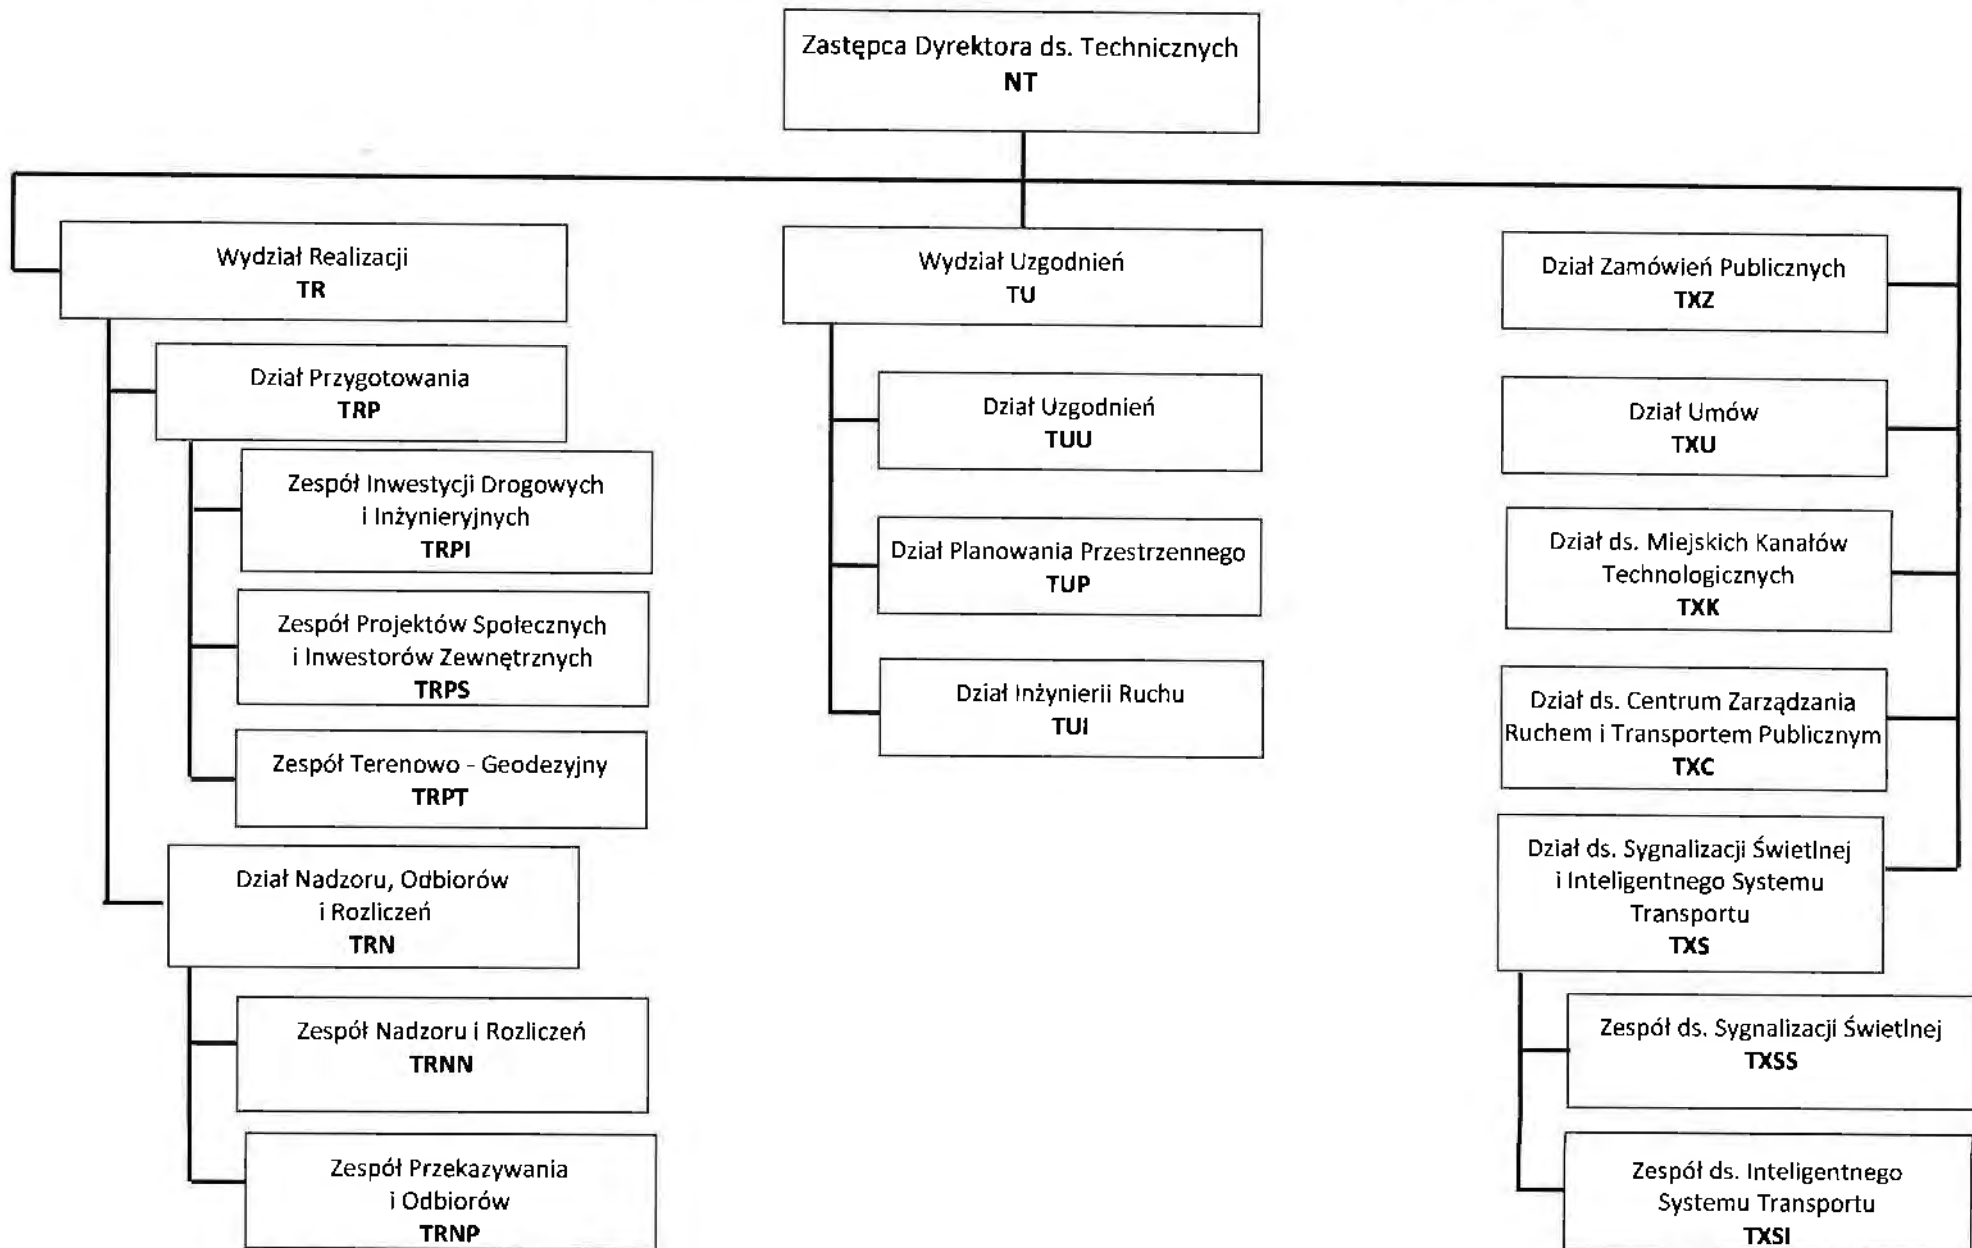 Zastępca Dyrektora ds. Technicznych
NT
Wydział Realizacji
TR
Dział Przygotowania
TRP
Zespół Inwestycji Drogowych
i Inżynieryjnych
TRPI
Zespół Projektów Społecznych
i Inwestorów Zewnętrznych
TRPS
Zespół Terenowo - Geodezyjny
TRPT
Dział Nadzoru, Odbiorów
i Rozliczeń
TRN
Zespół Nadzoru i Rozliczeń
TRNN
Zespół Przekazywania
i Odbiorów
TRNP
Wydział Uzgodnień
TU
Dział Uzgodnień
TUU
Dział Planowania Przestrzennego
TUP
Dział Inżynierii Ruchu
TUI
Dział Zamówień Publicznych
TXZ
Dział Umów
TXU
Dział ds. Miejskich Kanałów
Technologicznych
TXK
Dział ds. Centrum Zarządzania
Ruchem i Transportem Publicznym
TXC
Dział ds. Sygnalizacji Świetlnej
i Inteligentnego Systemu
Transportu
TXS
Zespół ds. Sygnalizacji Świetlnej
TXSS
Zespół ds. Inteligentnego
Systemu Transportu
TXSI